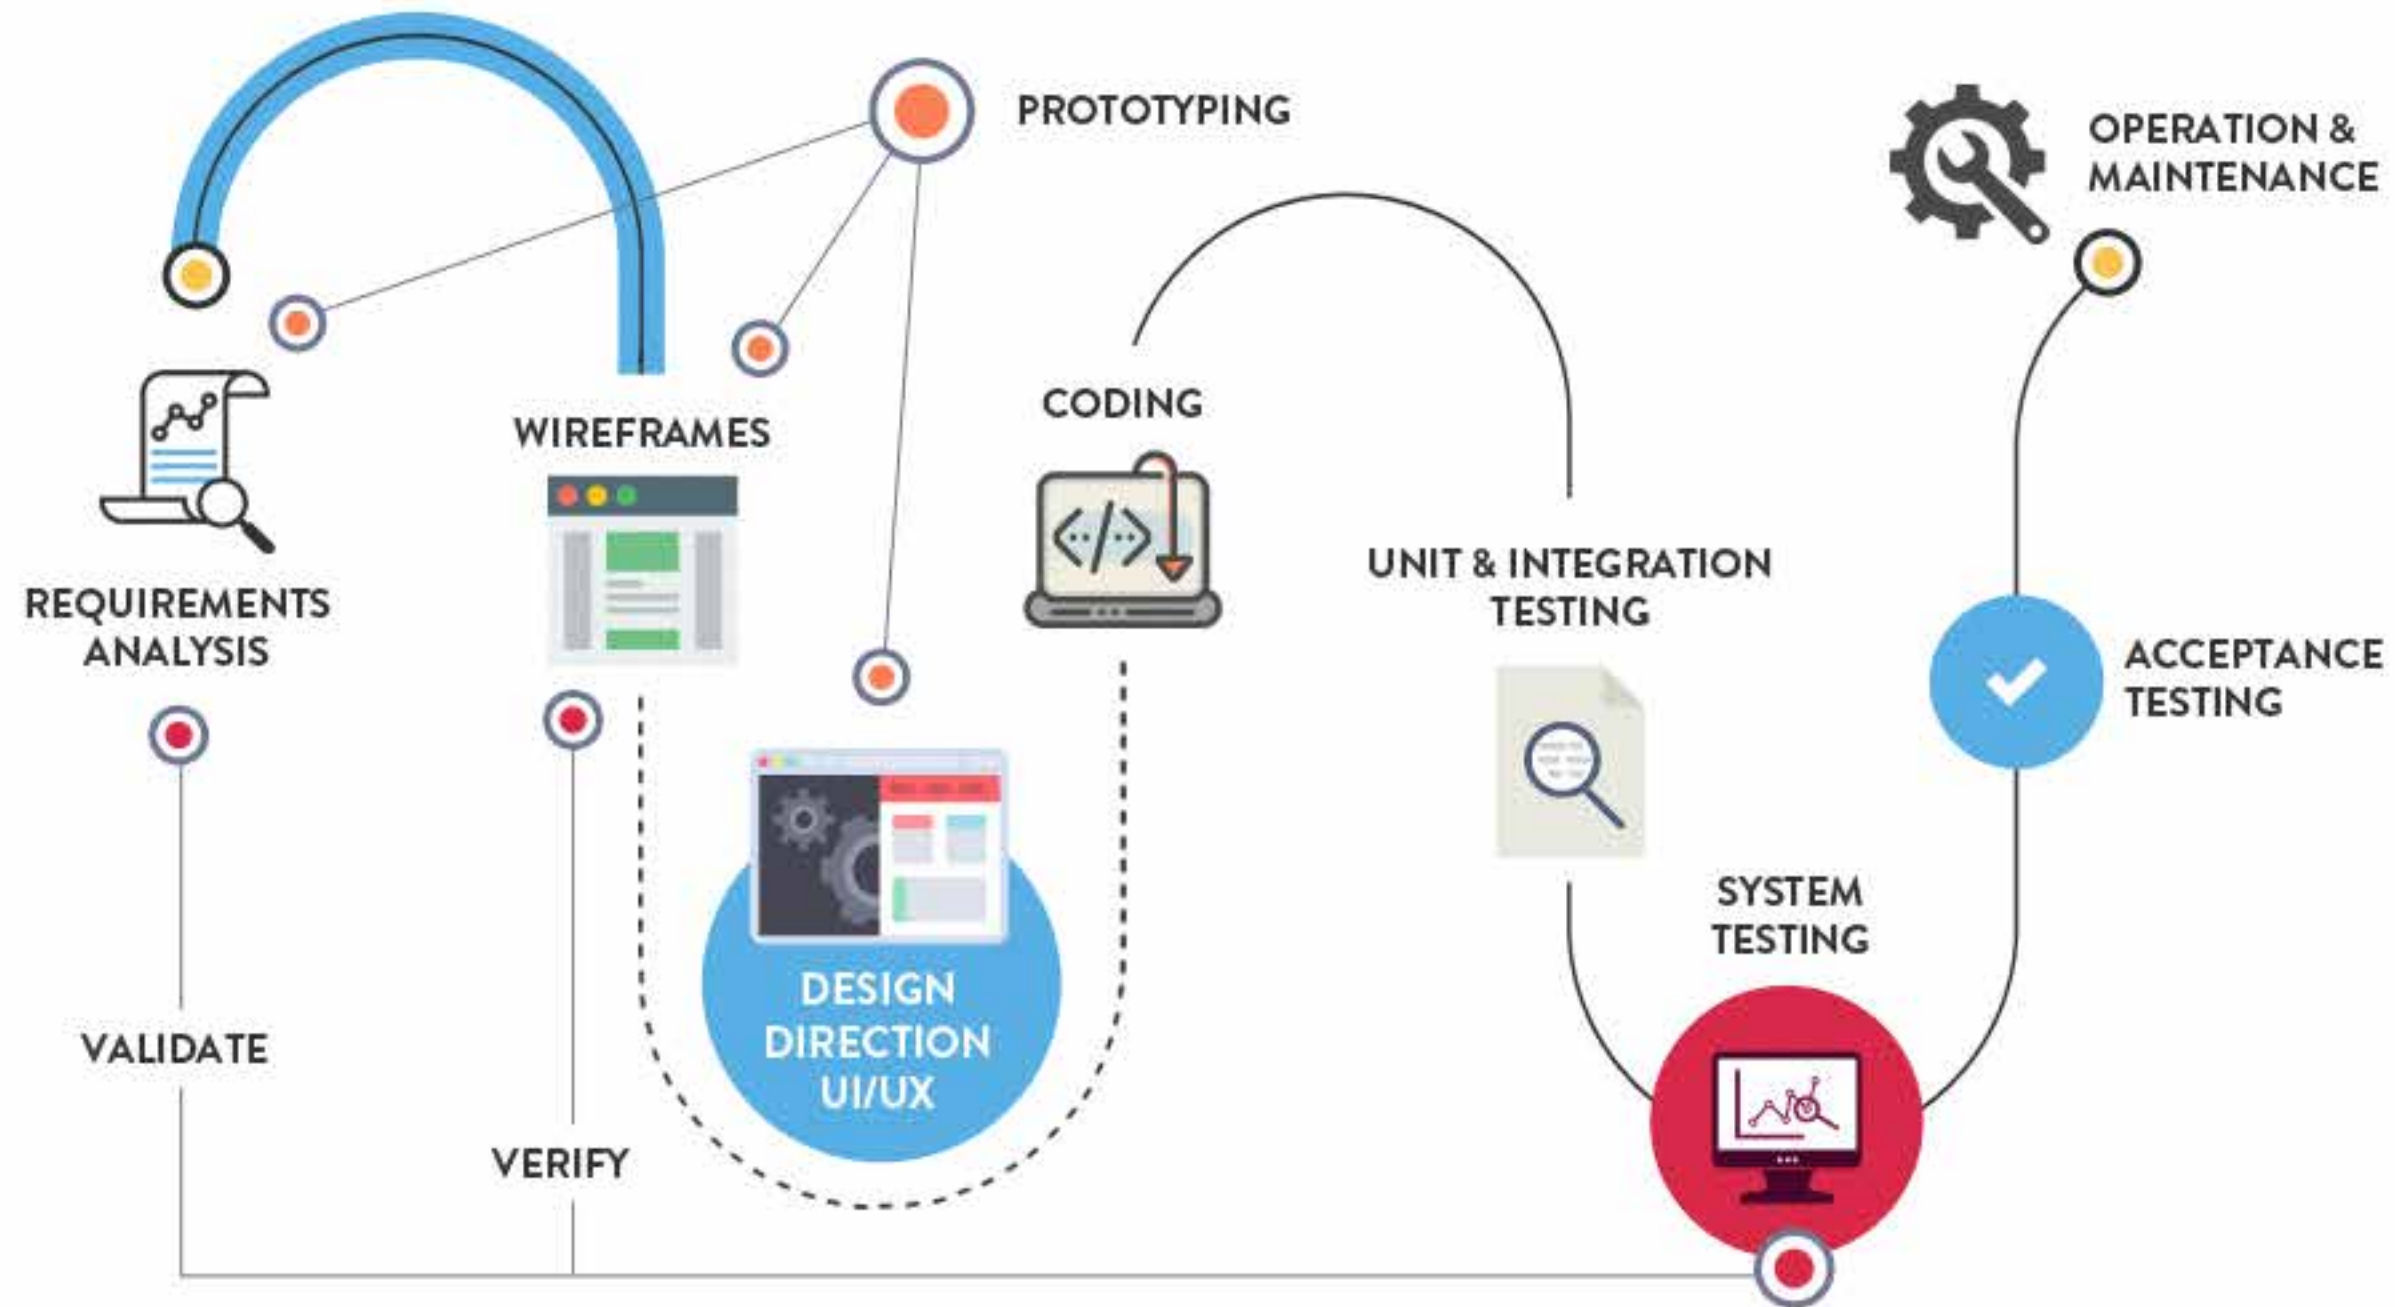 PROTOTYPING
OPERATION &
MAINTENANCE
WIREFRAMES
CODING
REQUIREMENTS
ANALYSIS
UNIT & INTEGRATION
TESTING
ACCEPTANCE
TESTING
SYSTEM
TESTING
DESIGN
DIRECTION
UI/UX
VALIDATE
VERIFY